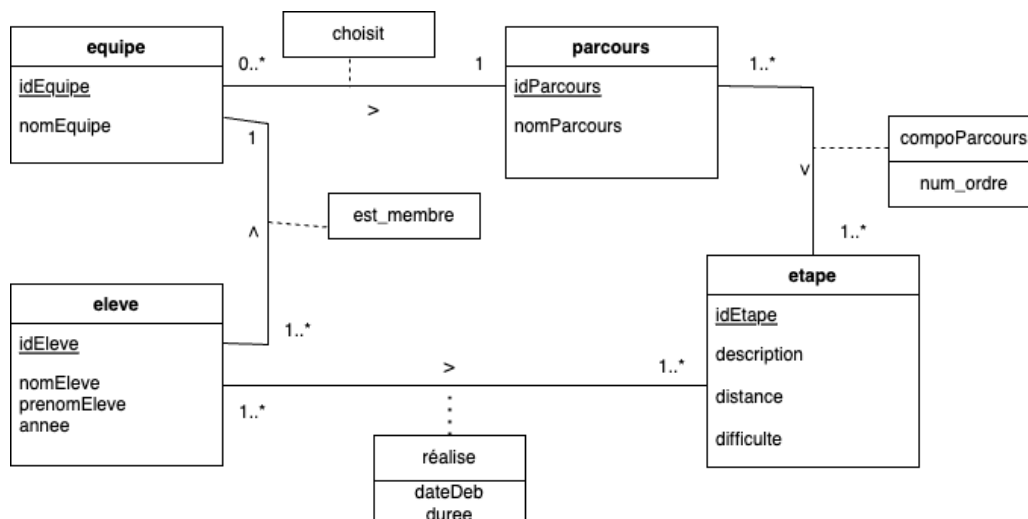 equipe
idEquipe
nomEquipe
choisit
0..*
1
>
parcours
idParcours
nomParcours
1..*
compoParcours
num_ordre
v
1..*
1
est_membre
^
1..*
eleve
idEleve
nomEleve
prenomEleve
annee
etape
idEtape
description
distance
difficulte
>
1..*
1..*
réalise
dateDeb
duree